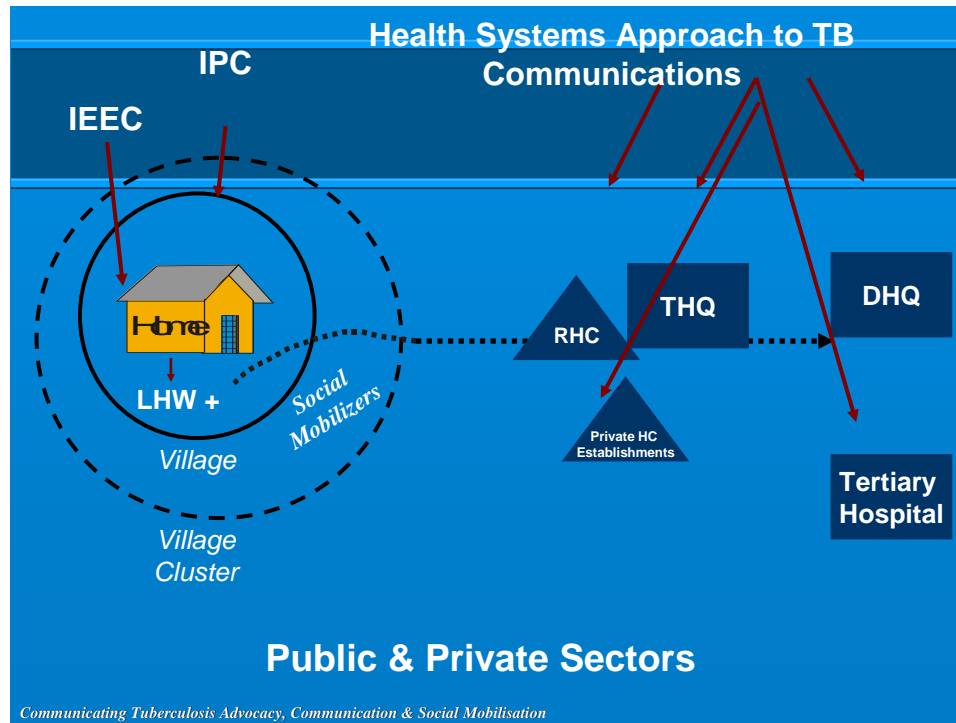 Health Systems Approach to TB
Communications
IPC
IEEC
Home
LHW +
Social
Mobilizers
Village
Village
Cluster
RHC
THQ
DHQ
Private HC
Establishments
Tertiary
Hospital
Public & Private Sectors
Communicating Tuberculosis Advocacy, Communication & Social Mobilisation